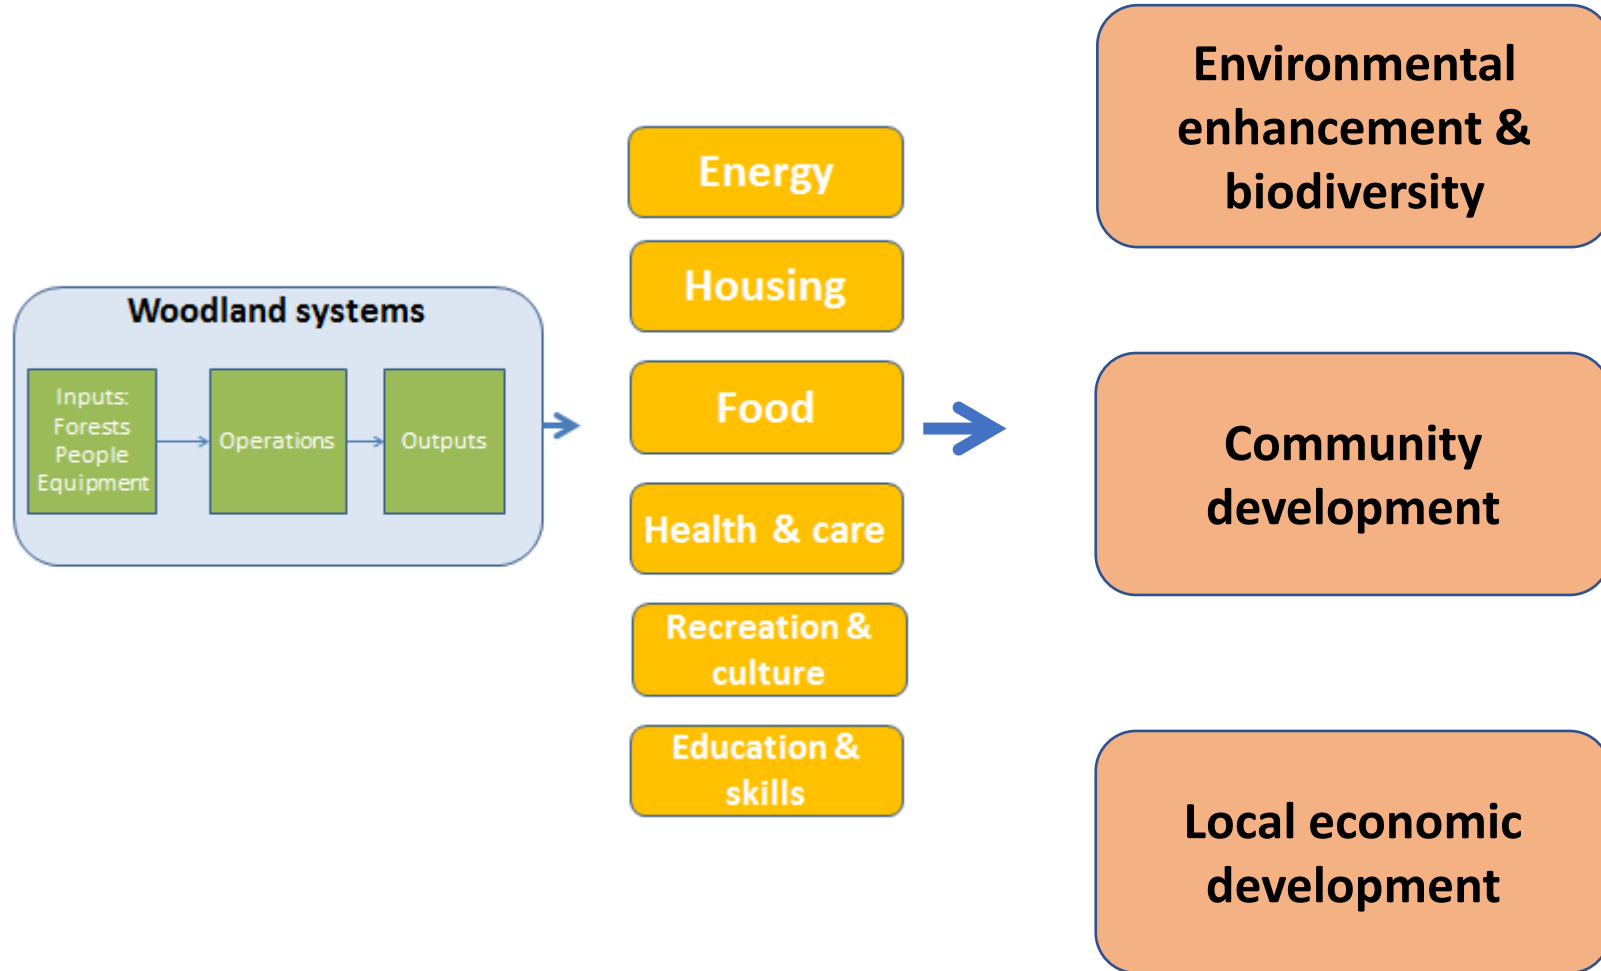 Woodland systems
Inputs:
Forests
People
Equipment
Operations
Outputs
Energy
Housing
Food
Health & care
Recreation &
culture
Education &
skills
Environmental
enhancement &
biodiversity
Community
development
Local economic
development